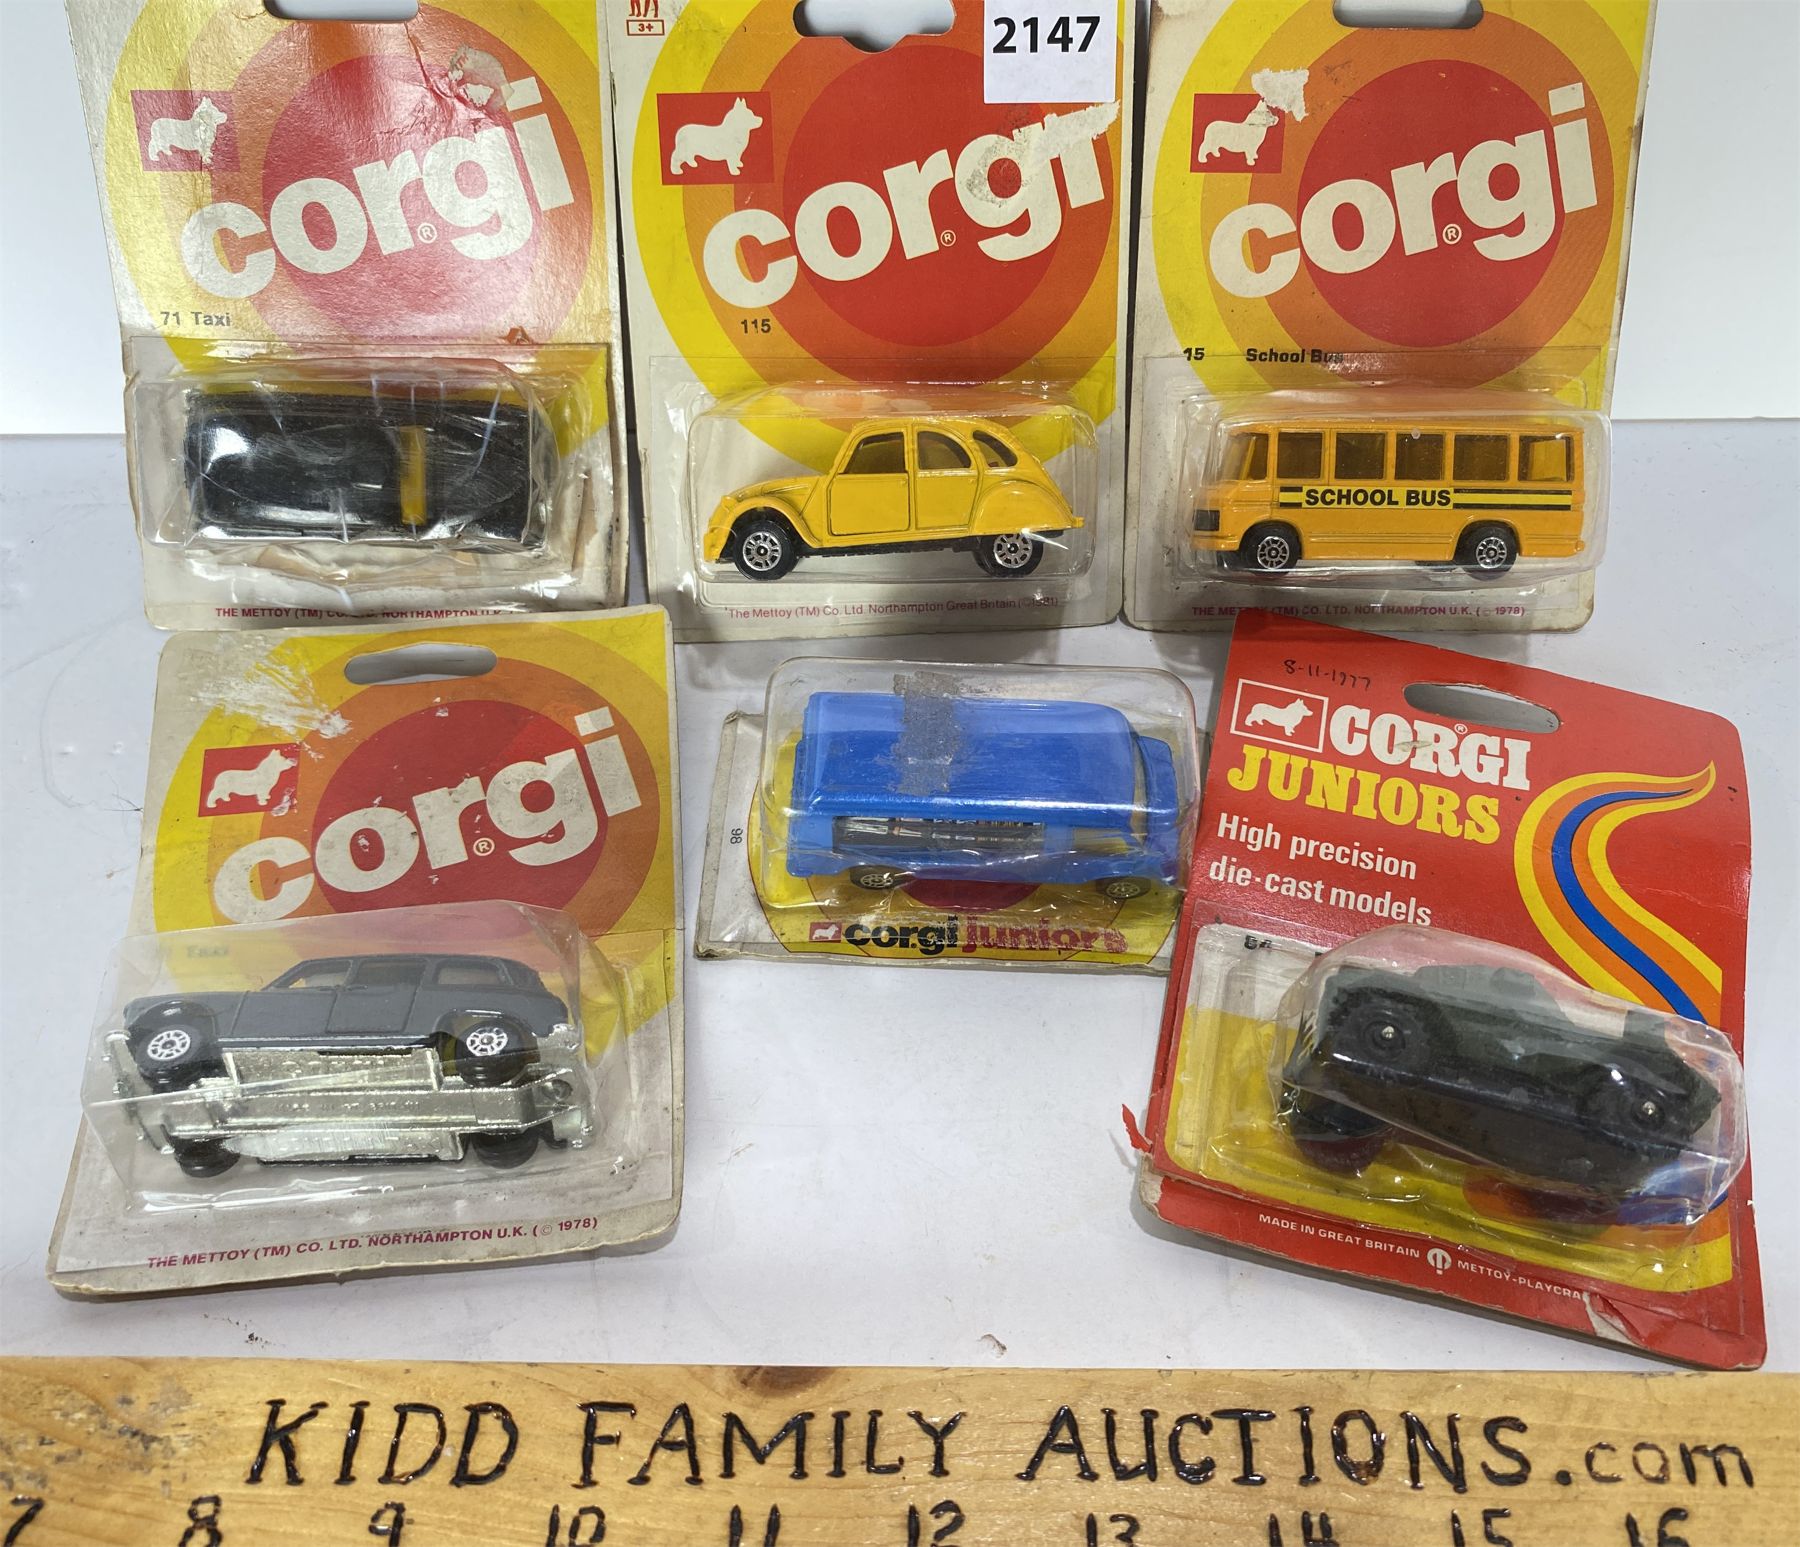 corgi®
71 Taxi
THE METTOY (TM) CO. LTD. NORTHAMPTON U.K.
3+
2147
corgi®
115
The Mettoy (TM) Co. Ltd. Northampton Great Britain (©1981)
corgi®
15 School Bus
SCHOOL BUS
THE METTOY (TM) CO. LTD. NORTHAMPTON U.K. (© 1978)
corgi®
Taxi
THE METTOY (TM) CO. LTD. NORTHAMPTON U.K. (© 1978)
98
corgi juniors
8-11-1977
CORGI®
JUNIORS
High precision
die-cast models
MADE IN GREAT BRITAIN METTOY-PLAYCRA
KIDD FAMILY AUCTIONS.com
7 8 9 10 11 12 13 14 15 16